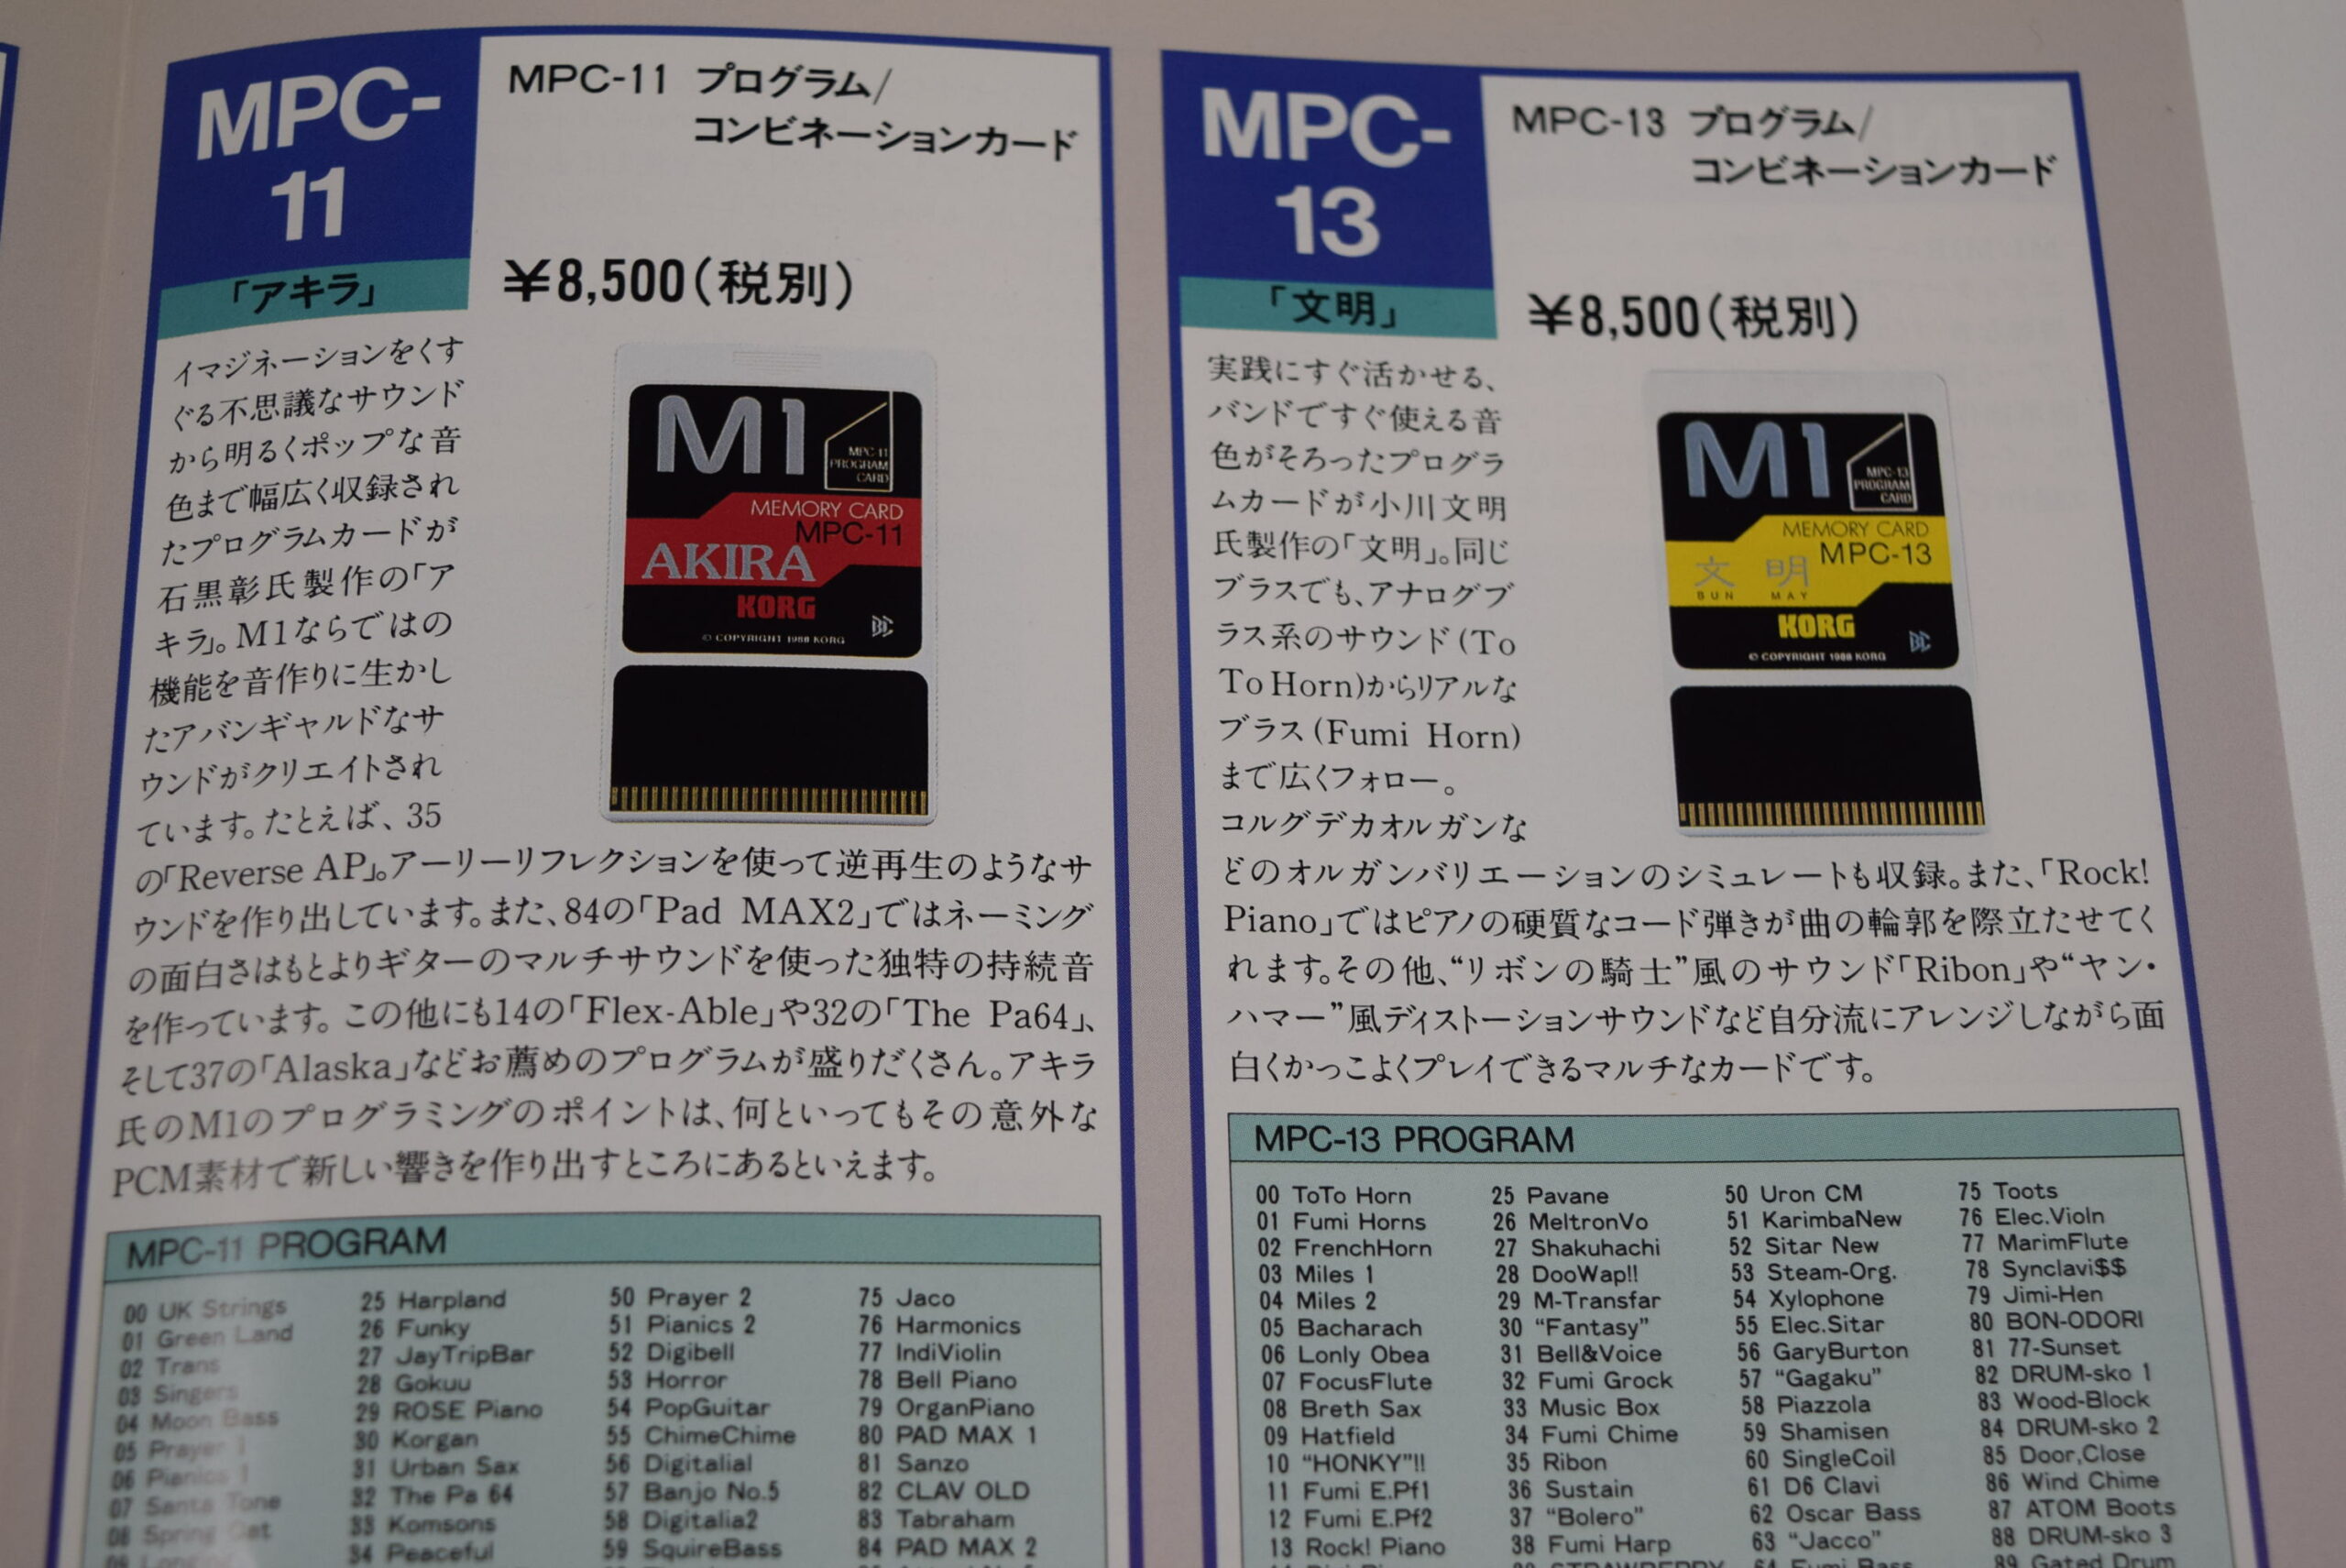 MPC-
11
「アキラ」
MPC-11 プログラム/
コンビネーションカード
¥8,500(税別)
イマジネーションをくす
ぐる不思議なサウンド
から明るくポップな音
色まで幅広く収録され
たプログラムカードが
石黒彰氏製作の「ア
キラ」。M1ならではの
機能を音作りに生かし
たアバンギャルドなサ
ウンドがクリエイトされ
ています。たとえば、35
の「Reverse AP」。アーリーリフレクションを使って逆再生のようなサ
ウンドを作り出しています。また、84の「Pad MAX2」ではネーミング
の面白さはもとよりギターのマルチサウンドを使った独特の持続音
を作っています。この他にも14の「Flex-Able」や32の「The Pa64」、
そして37の「Alaska」などお薦めのプログラムが盛りだくさん。アキラ
氏のM1のプログラミングのポイントは、何といってもその意外な
PCM素材で新しい響きを作り出すところにあるといえます。
M1
MPC-11
PROGRAM
CARD
MEMORY CARD
MPC-11
AKIRA
KORG
© COPYRIGHT 1988 KORG
MPC-11 PROGRAM
00 UK Strings
01 Green Land
02 Trans
03 Singers
04 Moon Bass
05 Prayer 1
06 Pianics 1
07 Santa Tone
08 Spring Cat
25 Harpland
26 Funky
27 JayTripBar
28 Gokuu
29 ROSE Piano
30 Korgan
31 Urban Sax
32 The Pa 64
33 Komsons
34 Peaceful
50 Prayer 2
51 Pianics 2
52 Digibell
53 Horror
54 PopGuitar
55 ChimeChime
56 Digitalial
57 Banjo No.5
58 Digitalia2
59 SquireBass
75 Jaco
76 Harmonics
77 IndiViolin
78 Bell Piano
79 OrganPiano
80 PAD MAX 1
81 Sanzo
82 CLAV OLD
83 Tabraham
84 PAD MAX 2
MPC-
13
「文明」
MPC-13 プログラム/
コンビネーションカード
¥8,500(税別)
実践にすぐ活かせる、
バンドですぐ使える音
色がそろったプログラ
ムカードが小川文明
氏製作の「文明」。同じ
ブラスでも、アナログブ
ラス系のサウンド(To
To Horn)からリアルな
ブラス(Fumi Horn)
まで広くフォロー。
コルグデカオルガンな
どのオルガンバリエーションのシミュレートも収録。また、「Rock!
Piano」ではピアノの硬質なコード弾きが曲の輪郭を際立たせてく
れます。その他、“リボンの騎士”風のサウンド「Ribon」や“ヤン・
ハマー”風ディストーションサウンドなど自分流にアレンジしながら面
白くかっこよくプレイできるマルチなカードです。
M1
MPC-13
PROGRAM
CARD
MEMORY CARD
MPC-13
文 明
BUN MAY
KORG
© COPYRIGHT 1988 KORG
MPC-13 PROGRAM
00 ToTo Horn
01 Fumi Horns
02 FrenchHorn
03 Miles 1
04 Miles 2
05 Bacharach
06 Lonly Obea
07 FocusFlute
08 Breth Sax
09 Hatfield
10 “HONKY”!!
11 Fumi E.Pf1
12 Fumi E.Pf2
13 Rock! Piano
25 Pavane
26 MeltronVo
27 Shakuhachi
28 DooWap!!
29 M-Transfar
30 “Fantasy”
31 Bell&Voice
32 Fumi Grock
33 Music Box
34 Fumi Chime
35 Ribon
36 Sustain
37 “Bolero”
38 Fumi Harp
50 Uron CM
51 KarimbaNew
52 Sitar New
53 Steam-Org.
54 Xylophone
55 Elec.Sitar
56 GaryBurton
57 “Gagaku”
58 Piazzola
59 Shamisen
60 SingleCoil
61 D6 Clavi
62 Oscar Bass
63 “Jacco”
64 Fumi Bass
75 Toots
76 Elec.Violn
77 MarimFlute
78 Synclavi$$
79 Jimi-Hen
80 BON-ODORI
81 77-Sunset
82 DRUM-sko 1
83 Wood-Block
84 DRUM-sko 2
85 Door,Close
86 Wind Chime
87 ATOM Boots
88 DRUM-sko 3
89 Gated Drum